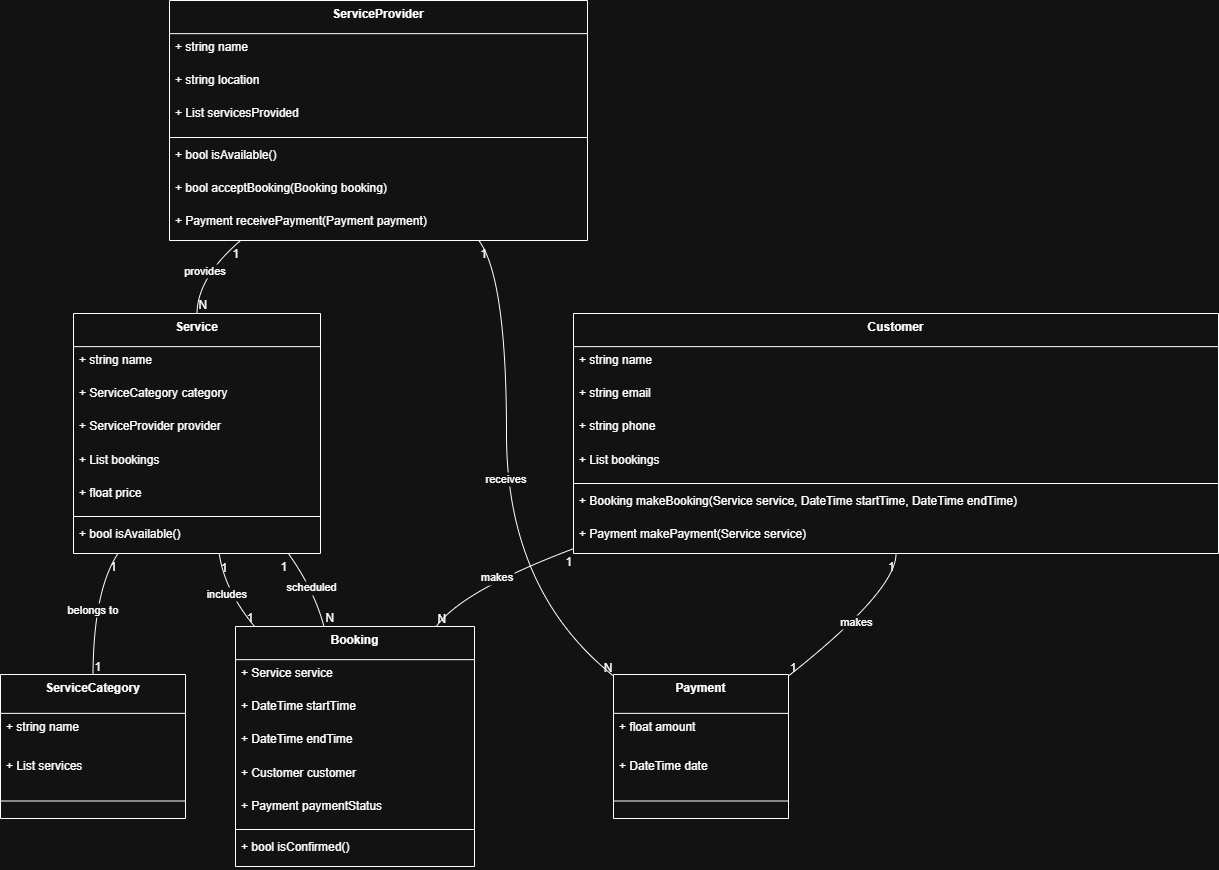 ServiceProvider
+ string name
+ string location
+ List servicesProvided
+ bool isAvailable()
+ bool acceptBooking(Booking booking)
+ Payment receivePayment(Payment payment)
1
1
provides
N
Service
+ string name
+ ServiceCategory category
+ ServiceProvider provider
+ List bookings
+ float price
+ bool isAvailable()
Customer
+ string name
+ string email
+ string phone
+ List bookings
+ Booking makeBooking(Service service, DateTime startTime, DateTime endTime)
+ Payment makePayment(Service service)
receives
1
1
1
1
1
belongs to
includes
scheduled
makes
makes
1
1
N
N
N
1
ServiceCategory
+ string name
+ List services
Booking
+ Service service
+ DateTime startTime
+ DateTime endTime
+ Customer customer
+ Payment paymentStatus
+ bool isConfirmed()
Payment
+ float amount
+ DateTime date